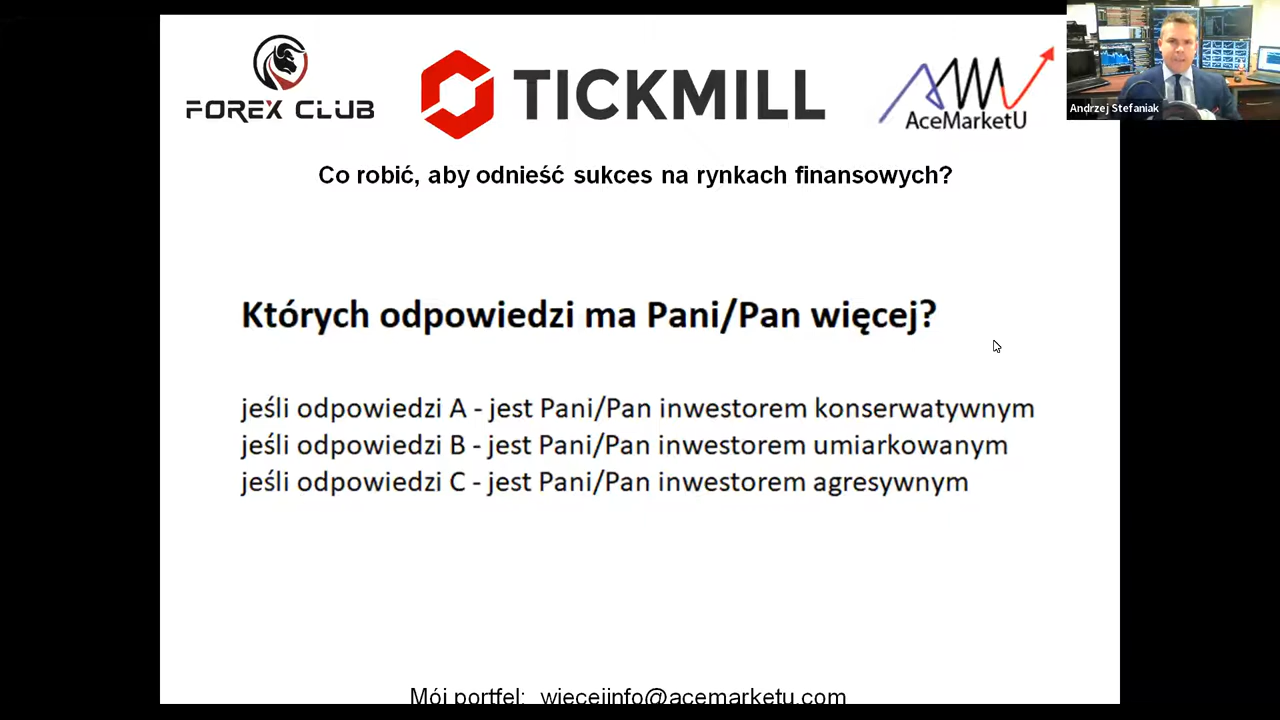 FOREX CLUB
TICKMILL
AceMarketU
Andrzej Stefaniak
Co robić, aby odnieść sukces na rynkach finansowych?
Których odpowiedzi ma Pani/Pan więcej?
jeśli odpowiedzi A - jest Pani/Pan inwestorem konserwatywnym
jeśli odpowiedzi B - jest Pani/Pan inwestorem umiarkowanym
jeśli odpowiedzi C - jest Pani/Pan inwestorem agresywnym
Mój portfel: wiecejinfo@acemarketu.com